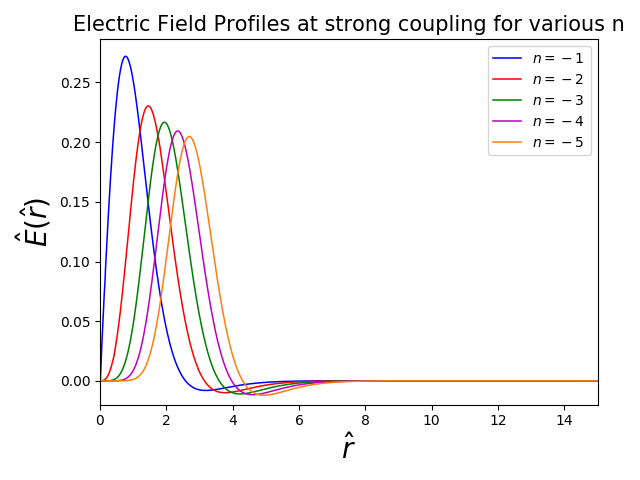 Electric Field Profiles at strong coupling for various n
Ê(r̂)
0.25
0.20
0.15
0.10
0.05
0.00
n = −1
n = −2
n = −3
n = −4
n = −5
0 2 4 6 8 10 12 14
r̂